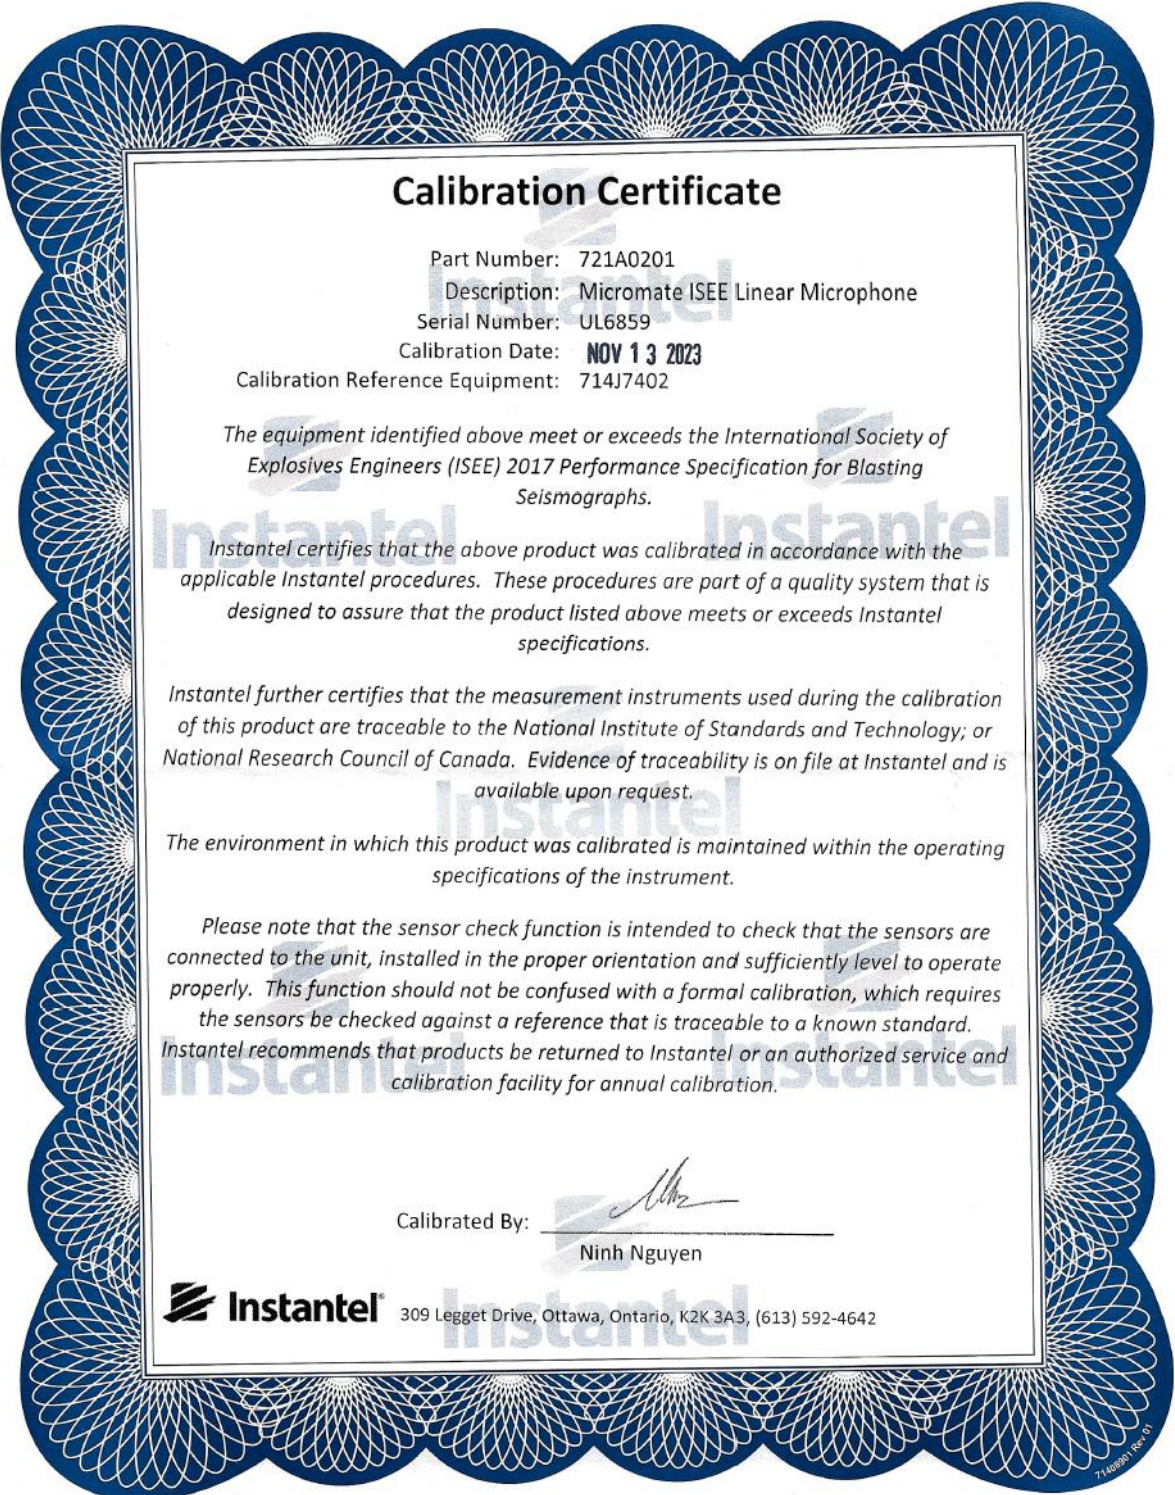 Calibration Certificate
Part Number: 721A0201
Description: Micromate ISEE Linear Microphone
Serial Number: UL6859
Calibration Date: NOV 13 2023
Calibration Reference Equipment: 714J7402
The equipment identified above meet or exceeds the International Society of
Explosives Engineers (ISEE) 2017 Performance Specification for Blasting
Seismographs.
Instantel certifies that the above product was calibrated in accordance with the
applicable Instantel procedures. These procedures are part of a quality system that is
designed to assure that the product listed above meets or exceeds Instantel
specifications.
Instantel further certifies that the measurement instruments used during the calibration
of this product are traceable to the National Institute of Standards and Technology; or
National Research Council of Canada. Evidence of traceability is on file at Instantel and is
available upon request.
The environment in which this product was calibrated is maintained within the operating
specifications of the instrument.
Please note that the sensor check function is intended to check that the sensors are
connected to the unit, installed in the proper orientation and sufficiently level to operate
properly. This function should not be confused with a formal calibration, which requires
the sensors be checked against a reference that is traceable to a known standard.
Instantel recommends that products be returned to Instantel or an authorized service and
calibration facility for annual calibration.
Calibrated By:
Ninh Nguyen
Instantel® 309 Legget Drive, Ottawa, Ontario, K2K 3A3, (613) 592-4642
71408901 Rev 01